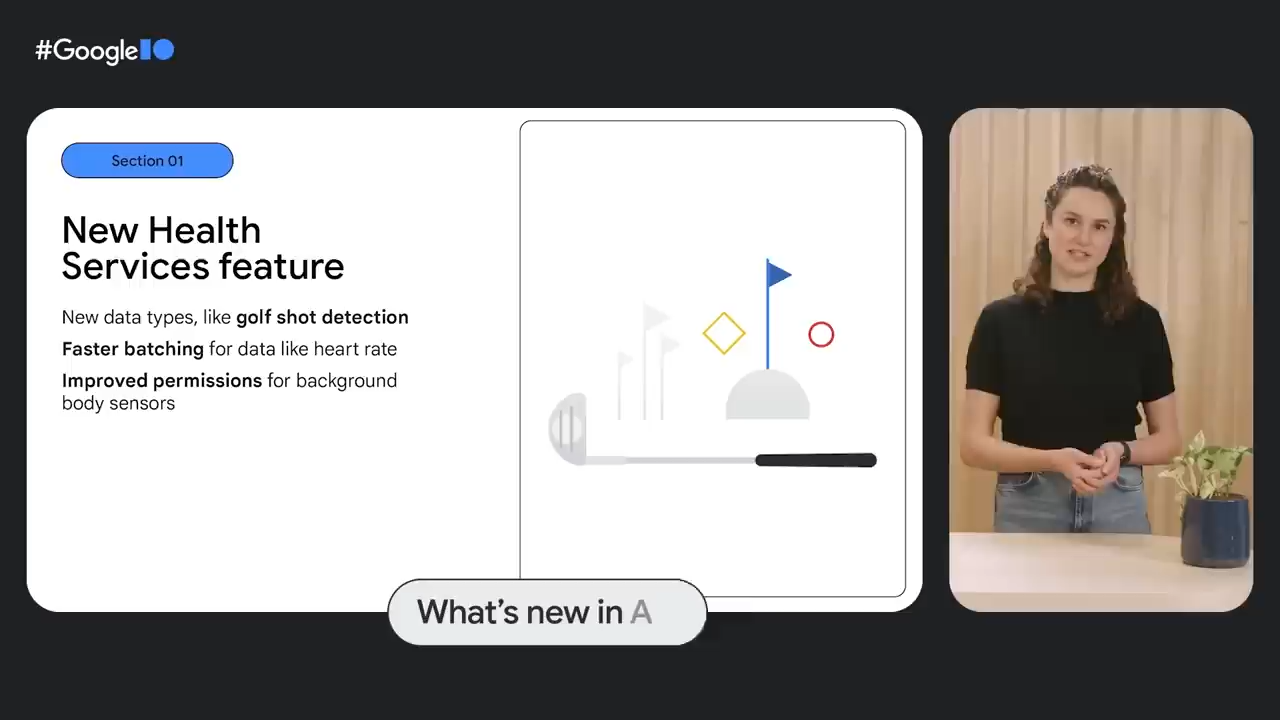 #Google
Section 01
New Health
Services feature
New data types, like golf shot detection
Faster batching for data like heart rate
Improved permissions for background
body sensors
What's new in A